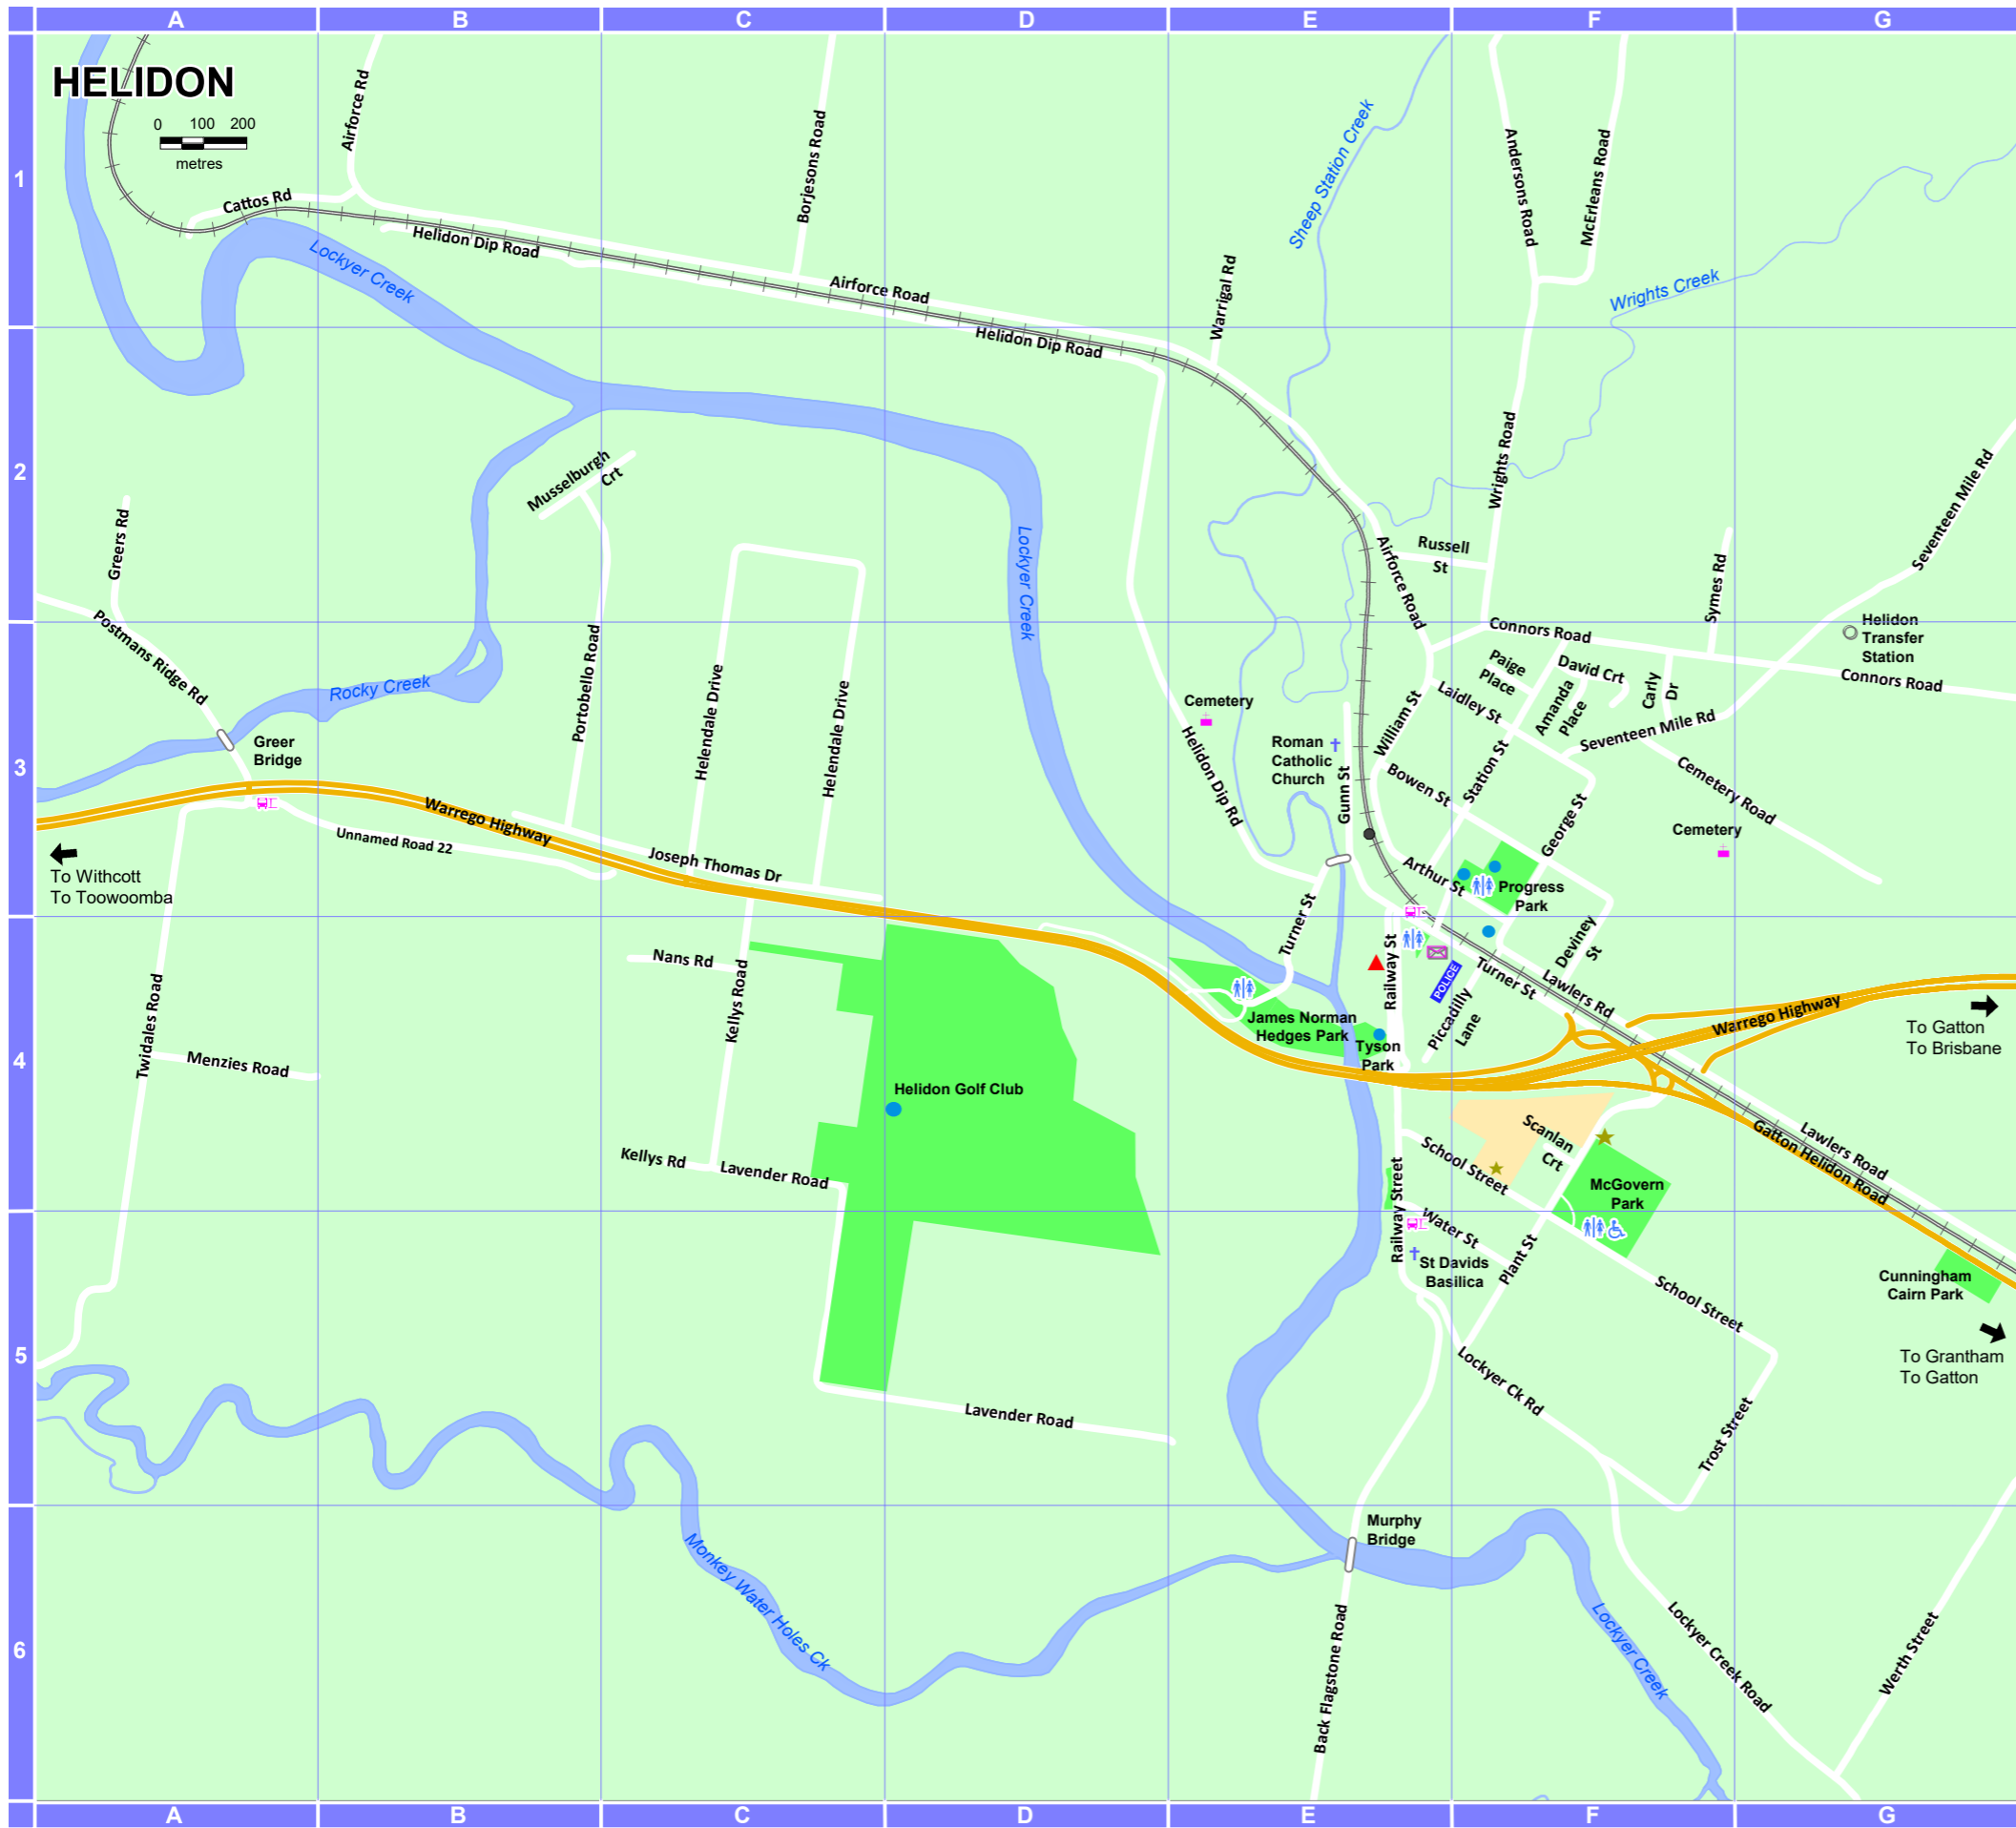 A B C D E F G
HELIDON
0 100 200
metres
1
Airforce Rd
Cattos Rd
Borjesons Road
Helidon Dip Road
Lockyer Creek
Airforce Road
Sheep Station Creek
Warrigal Rd
Andersons Road
McErleans Road
Wrights Creek
Helidon Dip Road
2
Musselburgh
Crt
Greers Rd
Lockyer Creek
Wrights Road
Russell
St
Airforce Road
Symes Rd
Seventeen Mile Rd
Helidon
Transfer
Station
Connors Road
Connors Road
3
Postmans Ridge Rd
Rocky Creek
Greer
Bridge
Portobello Road
Helendale Drive
Helendale Drive
Cemetery
Helidon Dip Rd
Roman
Catholic
Church
Gunn St
William St
Laidley St
Paige
Place
David Crt
Amanda
Place
Carly
Dr
Seventeen Mile Rd
Station St
Bowen St
George St
Cemetery Road
Cemetery
Warrego Highway
Unnamed Road 22
Joseph Thomas Dr
To Withcott
To Toowoomba
Arthur St
Progress
Park
4
Turner St
Railway St
Deviney
St
Turner St
Lawlers Rd
POLICE
Piccadilly
Lane
Nans Rd
Kellys Road
Twidales Road
Menzies Road
James Norman
Hedges Park
Tyson
Park
Warrego Highway
To Gatton
To Brisbane
Helidon Golf Club
Scanlan
Crt
School Street
Lawlers Road
Gatton Helidon Road
Kellys Rd
Lavender Road
McGovern
Park
Railway Street
5
Water St
St Davids
Basilica
Plant St
School Street
Cunningham
Cairn Park
To Grantham
To Gatton
Lockyer Ck Rd
Trost Street
Lavender Road
6
Murphy
Bridge
Monkey Water Holes Ck
Back Flagstone Road
Lockyer Creek
Lockyer Creek Road
Werth Street
A B C D E F G